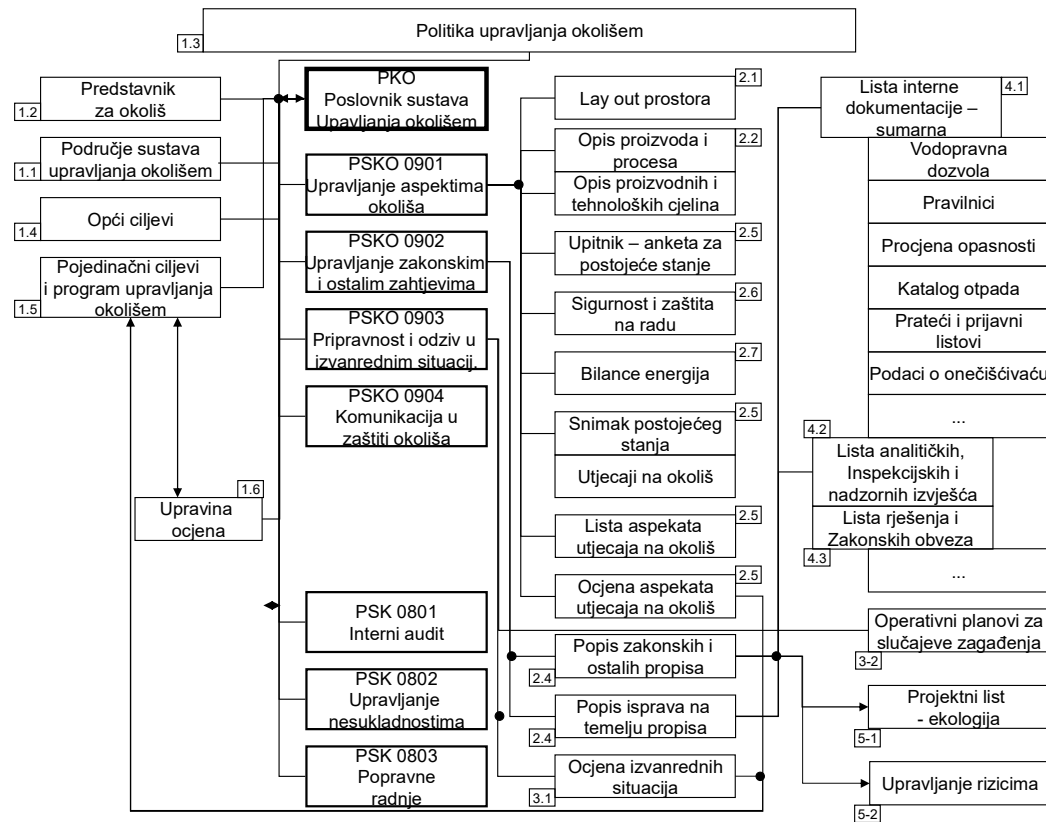 Politika upravljanja okolišem
1.3
Predstavnik
za okoliš
1.2
Područje sustava
upravljanja okolišem
1.1
Opći ciljevi
1.4
Pojedinačni ciljevi
i program upravljanja
okolišem
1.5
1.6
Upravina
ocjena
PKO
Poslovnik sustava
Upavljanja okolišem
PSKO 0901
Upravljanje aspektima
okoliša
PSKO 0902
Upravljanje zakonskim
i ostalim zahtjevima
PSKO 0903
Pripravnost i odziv u
izvanrednim situacij.
PSKO 0904
Komunikacija u
zaštiti okoliša
PSK 0801
Interni audit
PSK 0802
Upravljanje
nesukladnostima
PSK 0803
Popravne
radnje
2.1
Lay out prostora
2.2
Opis proizvoda i
procesa
Opis proizvodnih i
tehnoloških cjelina
2.5
Upitnik – anketa za
postojeće stanje
2.6
Sigurnost i zaštita
na radu
2.7
Bilance energija
2.5
Snimak postojećeg
stanja
Utjecaji na okoliš
2.5
Lista aspekata
utjecaja na okoliš
2.5
Ocjena aspekata
utjecaja na okoliš
Popis zakonskih i
ostalih propisa
2.4
Popis isprava na
temelju propisa
2.4
Ocjena izvanrednih
situacija
3.1
4.1
Lista interne
dokumentacije –
sumarna
Vodopravna
dozvola
Pravilnici
Procjena opasnosti
Katalog otpada
Prateći i prijavni
listovi
Podaci o onečišćivaću
...
4.2
Lista analitičkih,
Inspekcijskih i
nadzornih izvješća
Lista rješenja i
Zakonskih obveza
4.3
...
Operativni planovi za
slučajeve zagađenja
3-2
Projektni list
- ekologija
5-1
Upravljanje rizicima
5-2